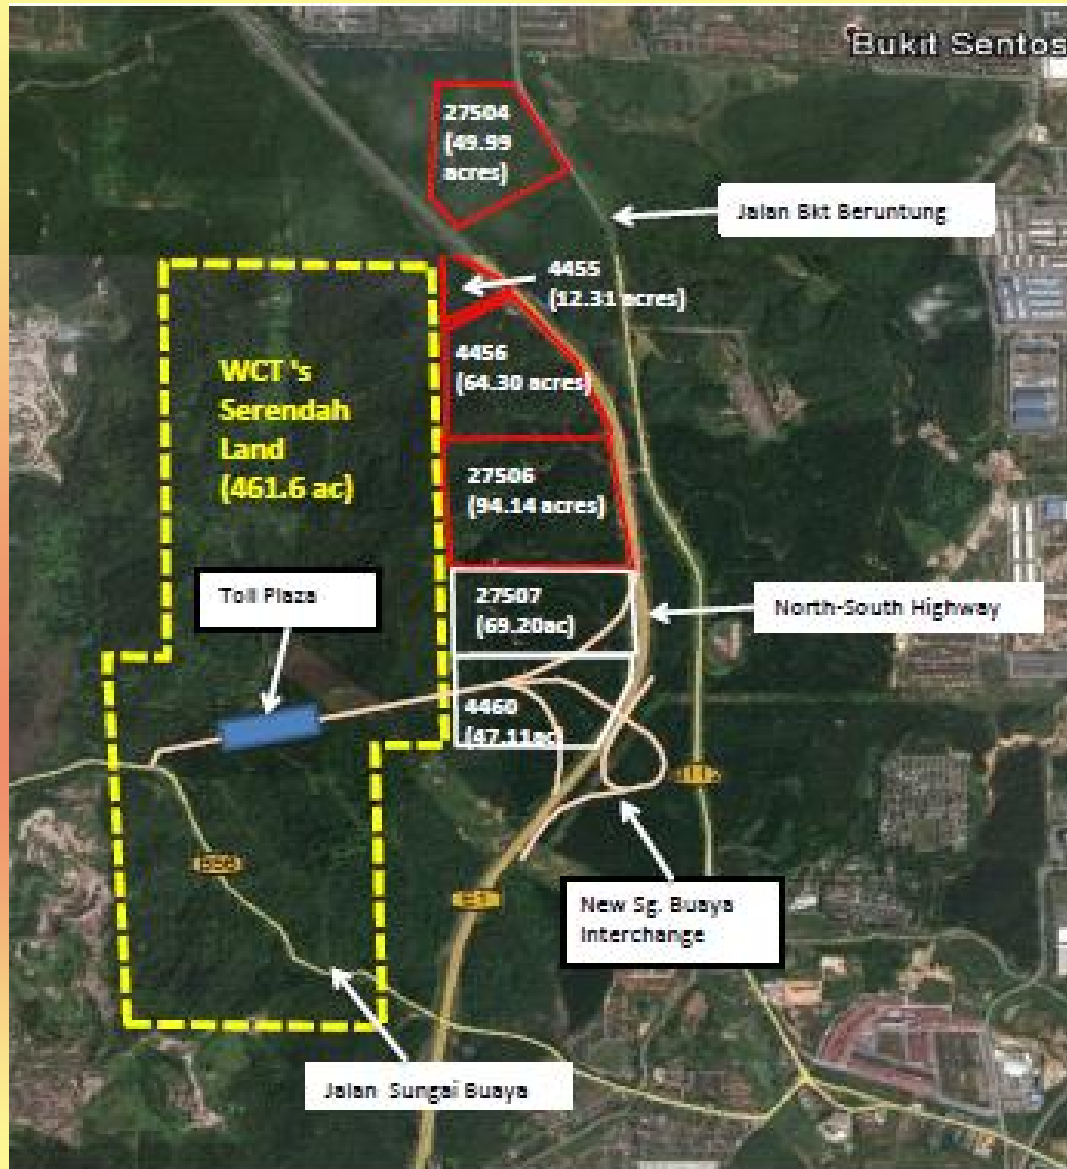 Bukit Sentos
27504
(49.99
acres)
Jalan Bkt Beruntung
4455
(12.31 acres)
4456
(64.30 acres)
WCT 's
Serendah
Land
(461.6 ac)
27506
(94.14 acres)
Toll Plaza
27507
(69.20ac)
North-South Highway
4460
(47.11ac
E1
New Sg. Buaya
Interchange
Jalan Sungai Buaya